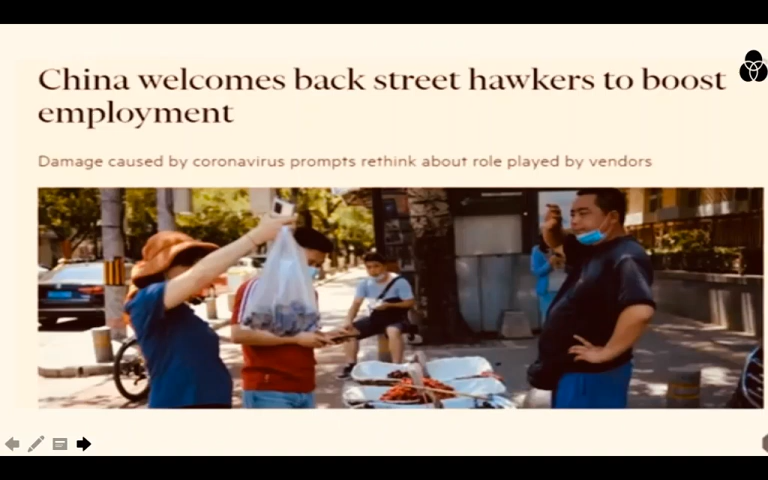 China welcomes back street hawkers to boost
employment
Damage caused by coronavirus prompts rethink about role played by vendors